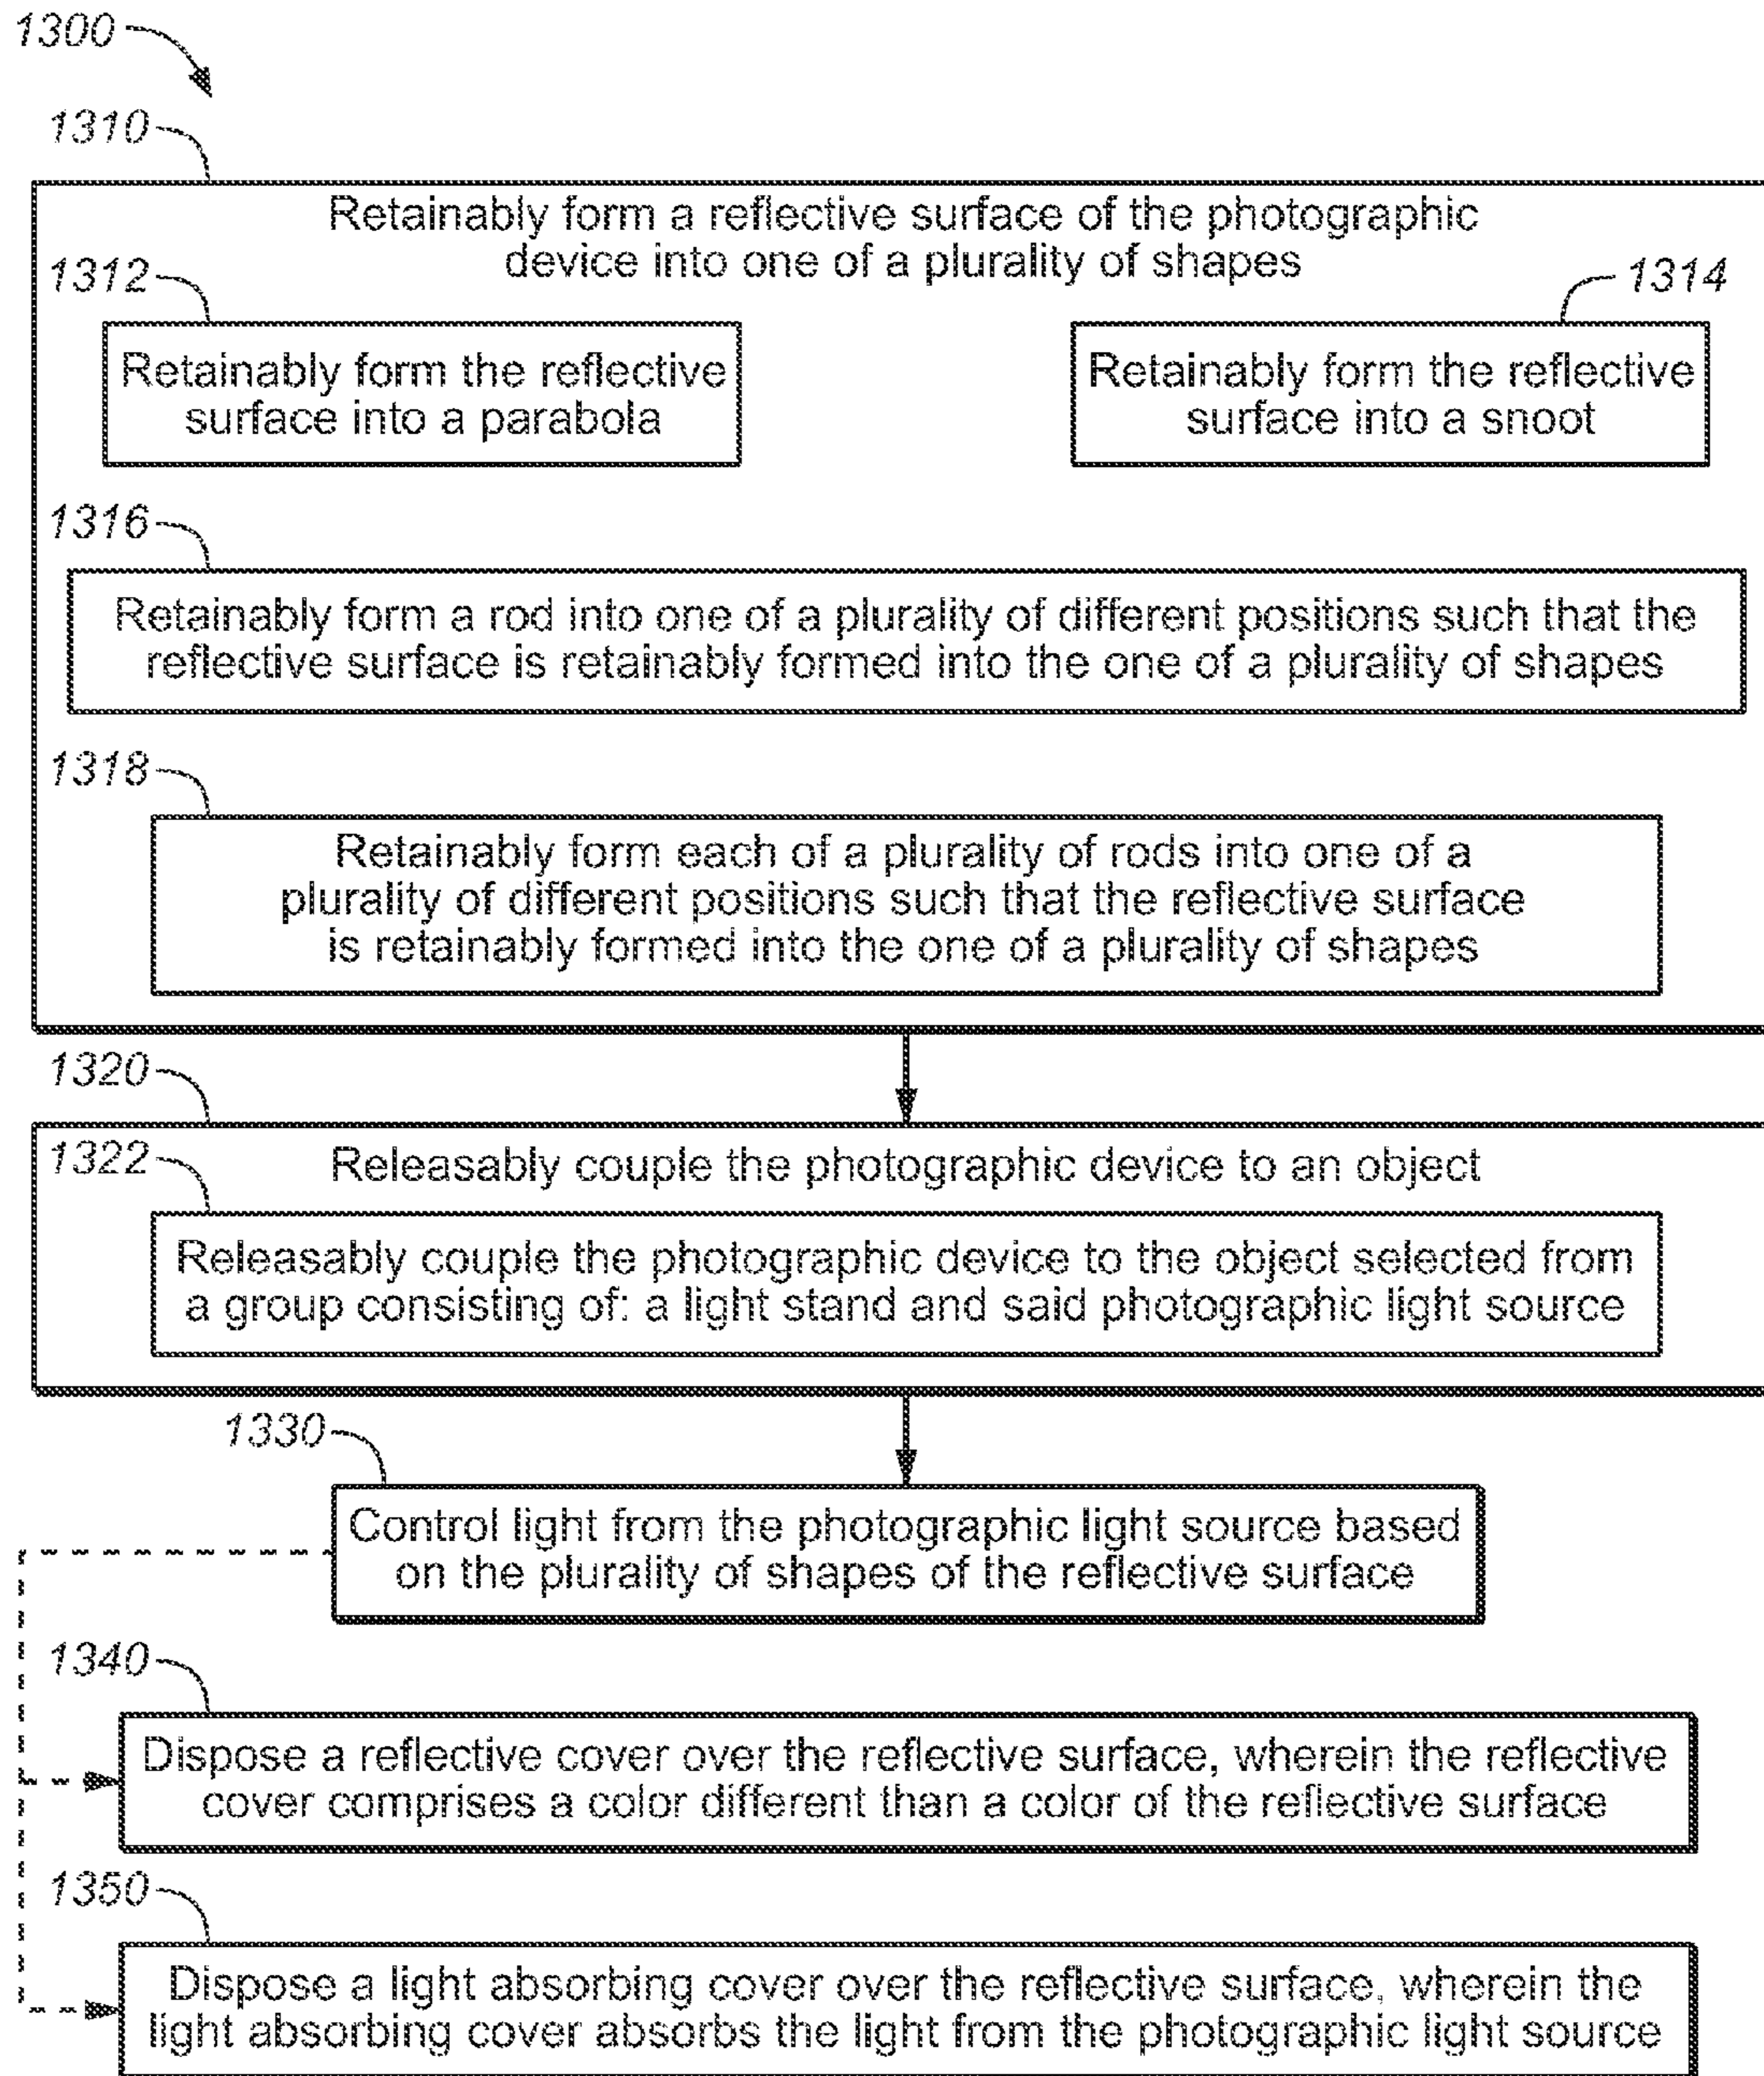 1300
1310
Retainably form a reflective surface of the photographic
device into one of a plurality of shapes
1312
1314
Retainably form the reflective
surface into a parabola
Retainably form the reflective
surface into a snoot
1316
Retainably form a rod into one of a plurality of different positions such that the
reflective surface is retainably formed into the one of a plurality of shapes
1318
Retainably form each of a plurality of rods into one of a
plurality of different positions such that the reflective surface
is retainably formed into the one of a plurality of shapes
1320
1322
Releasably couple the photographic device to an object
Releasably couple the photographic device to the object selected from
a group consisting of: a light stand and said photographic light source
1330
Control light from the photographic light source based
on the plurality of shapes of the reflective surface
1340
Dispose a reflective cover over the reflective surface, wherein the reflective
cover comprises a color different than a color of the reflective surface
1350
Dispose a light absorbing cover over the reflective surface, wherein the
light absorbing cover absorbs the light from the photographic light source